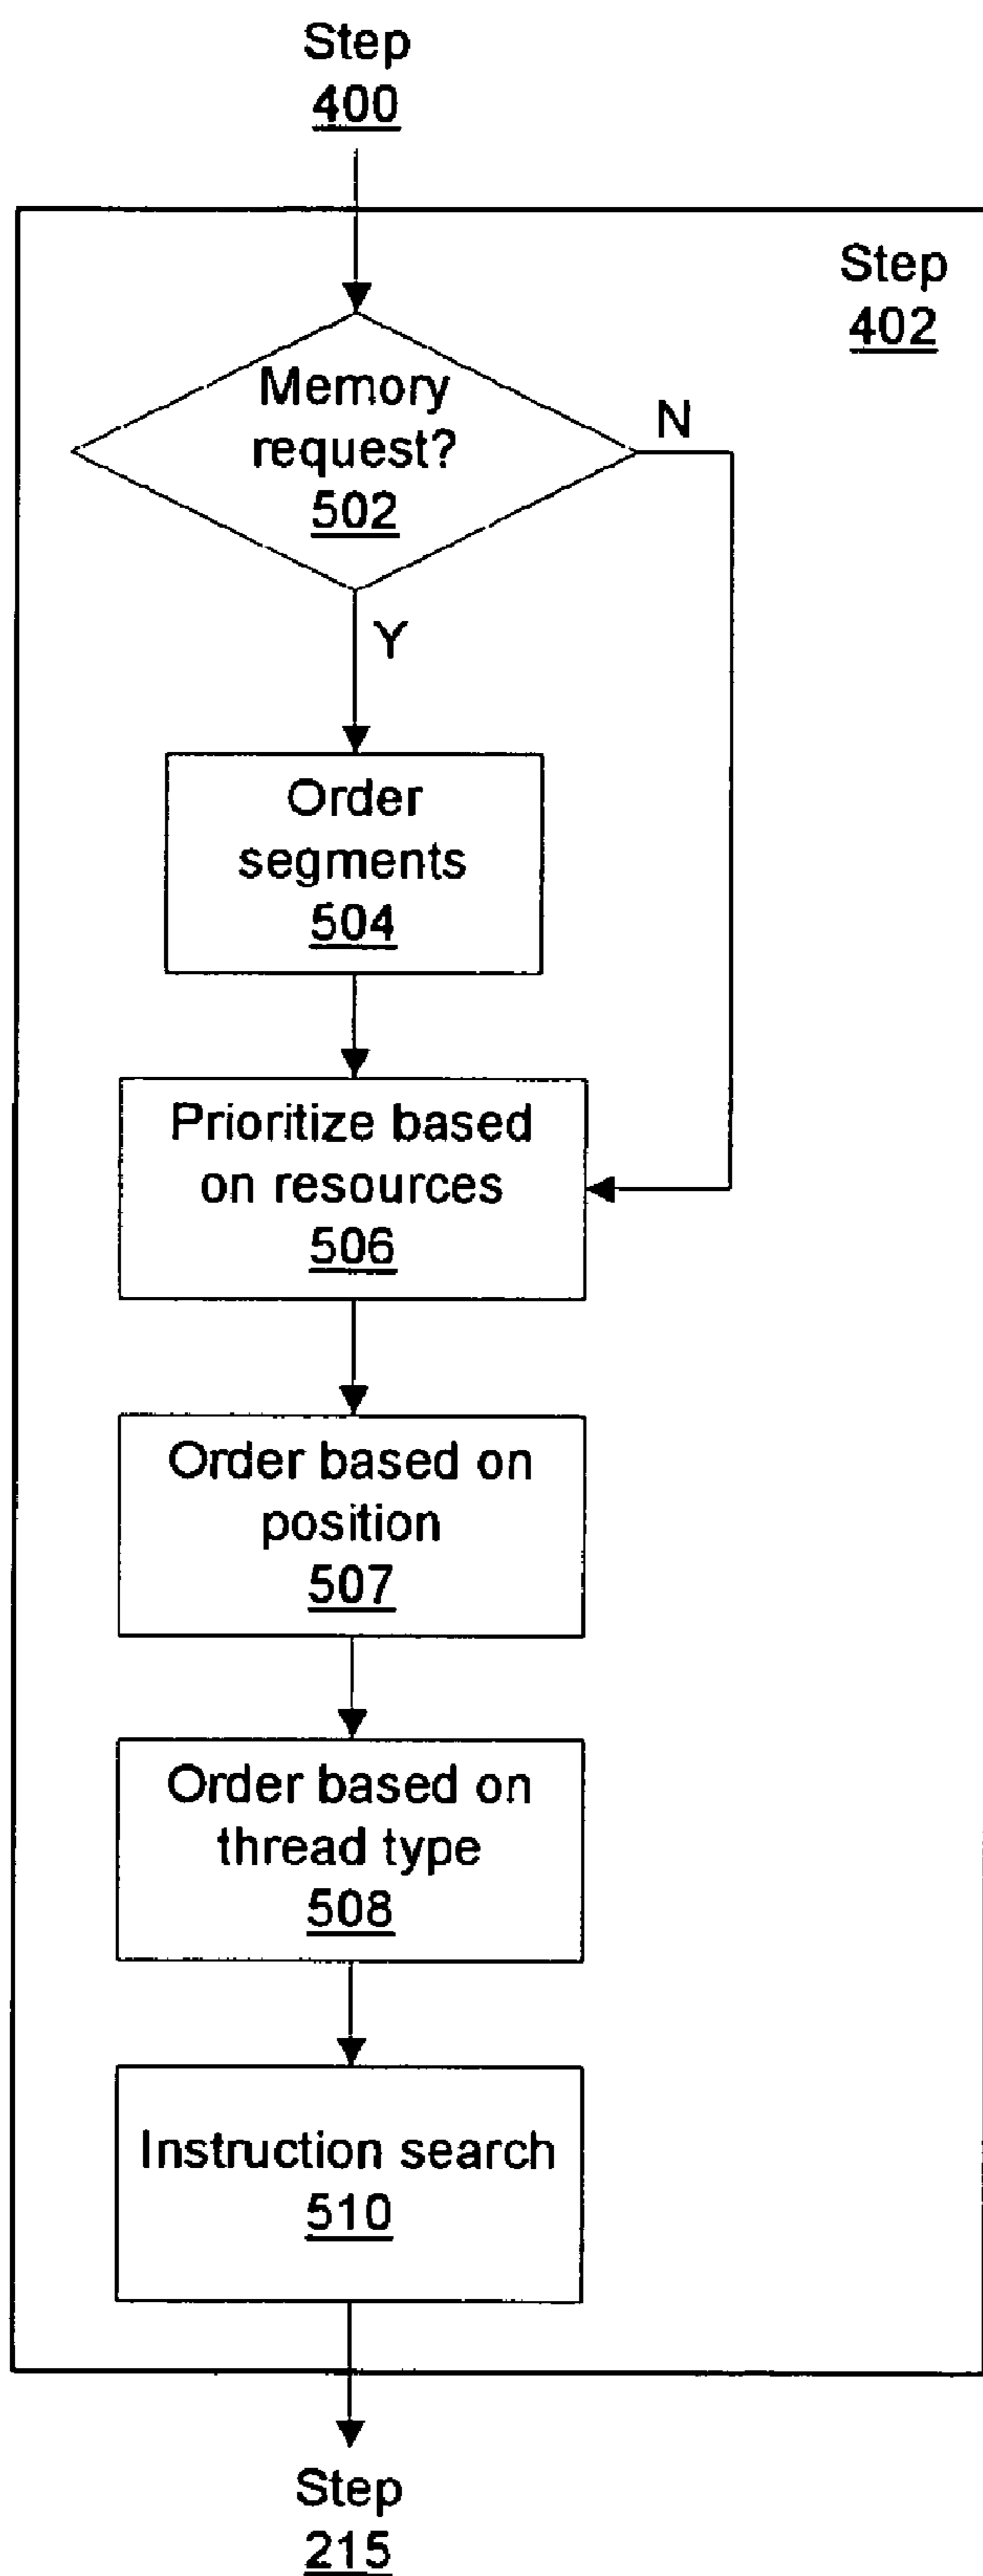 Step
400
Step
402
Memory
request?
502
N
Y
Order
segments
504
Prioritize based
on resources
506
Order based on
position
507
Order based on
thread type
508
Instruction search
510
Step
215